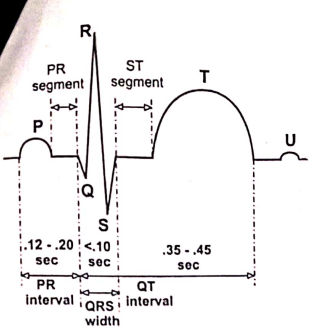 R
PR
segment
ST
segment
T
P
U
Q
S
.12 - .20
sec
<.10
sec
.35 - .45
sec
PR
interval
QRS
width
QT
interval